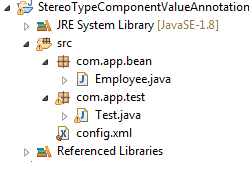 StereoTypeComponentValueAnnotation
JRE System Library [JavaSE-1.8]
src
com.app.bean
Employee.java
com.app.test
Test.java
config.xml
Referenced Libraries